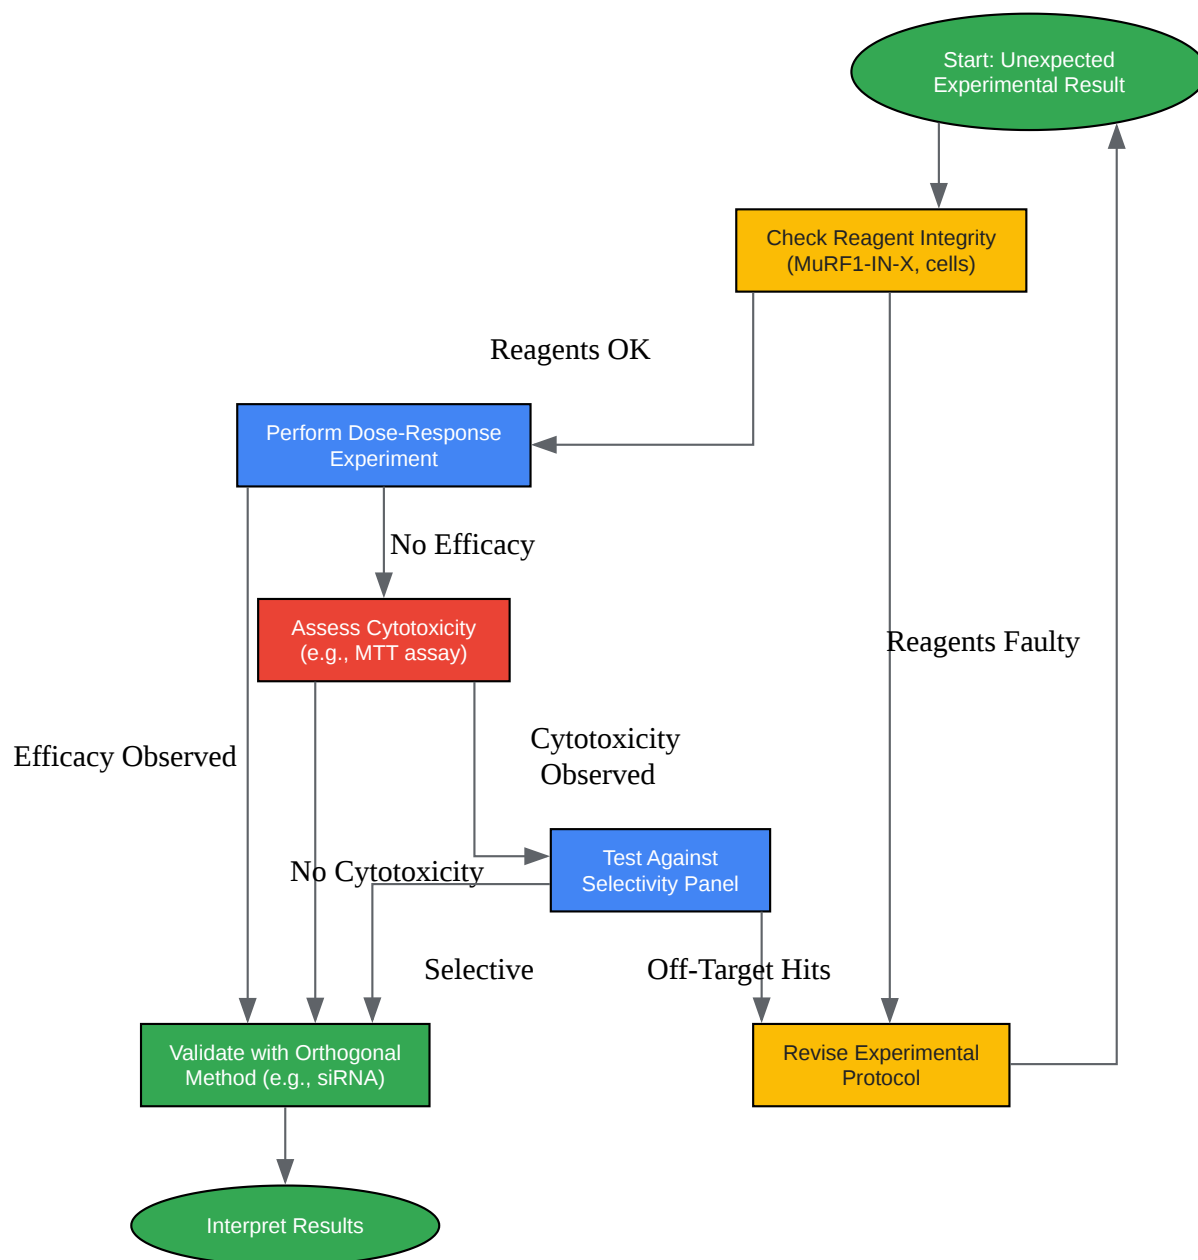 Start: Unexpected
Experimental Result
Check Reagent Integrity
(MuRF1-IN-X, cells)
Reagents OK
Perform Dose-Response
Experiment
No Efficacy
Assess Cytotoxicity
(e.g., MTT assay)
Reagents Faulty
Efficacy Observed
Cytotoxicity
Observed
No Cytotoxicity
Test Against
Selectivity Panel
Selective
Off-Target Hits
Validate with Orthogonal
Method (e.g., siRNA)
Revise Experimental
Protocol
Interpret Results